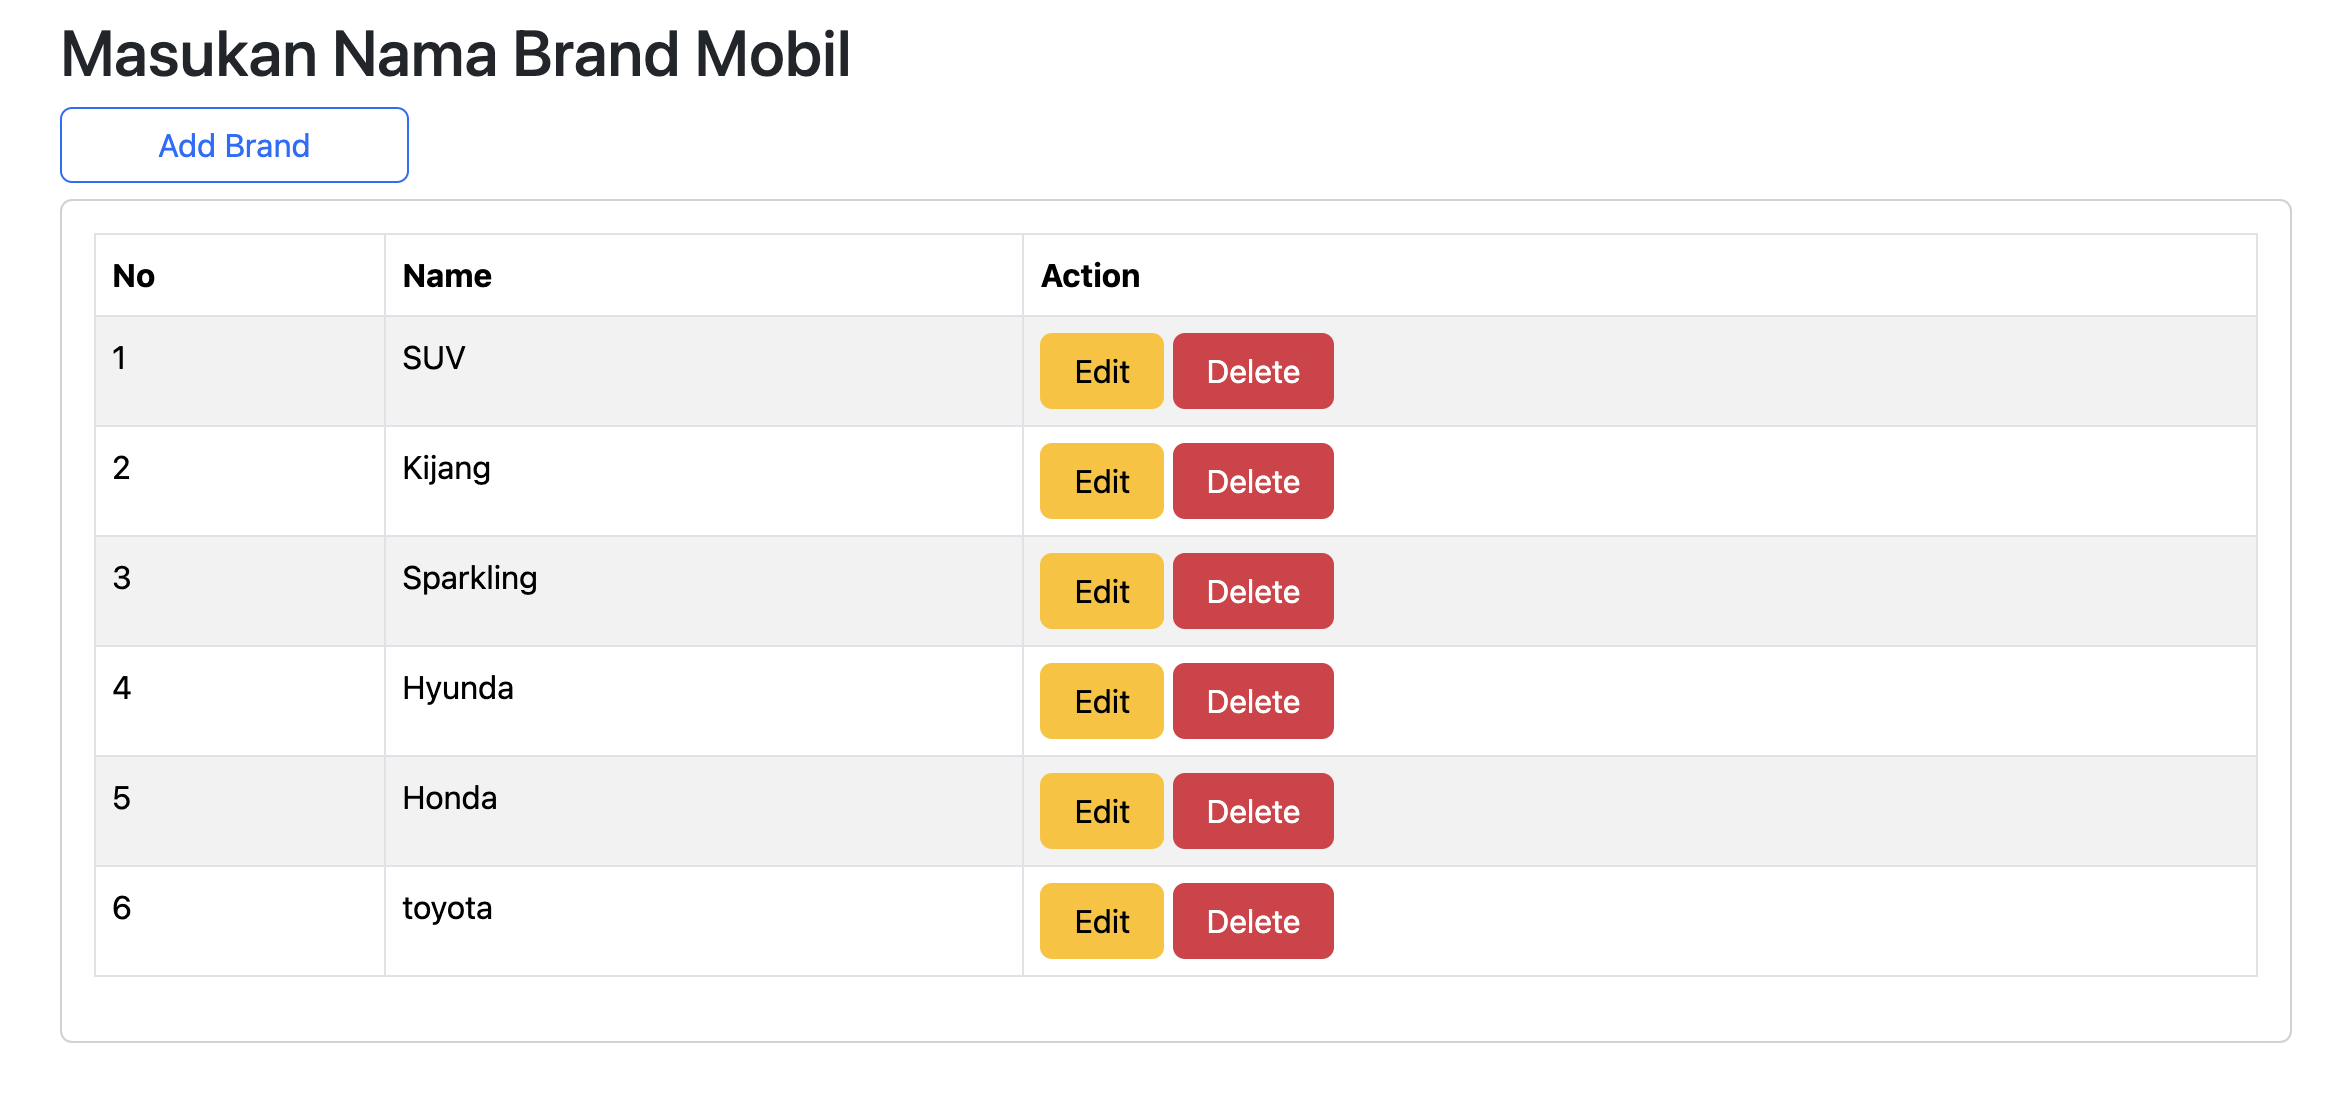 Masukan Nama Brand Mobil
Add Brand
No Name Action
1 SUV Edit Delete
2 Kijang Edit Delete
3 Sparkling Edit Delete
4 Hyunda Edit Delete
5 Honda Edit Delete
6 toyota Edit Delete